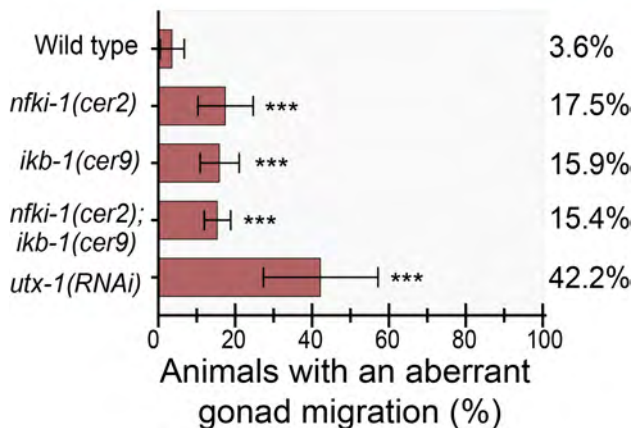 Wild type 3.6%
nfki-1(cer2) *** 17.5%
ikb-1(cer9) *** 15.9%
nfki-1(cer2);
ikb-1(cer9) *** 15.4%
utx-1(RNAi) *** 42.2%
0 20 40 60 80 100
Animals with an aberrant
gonad migration (%)